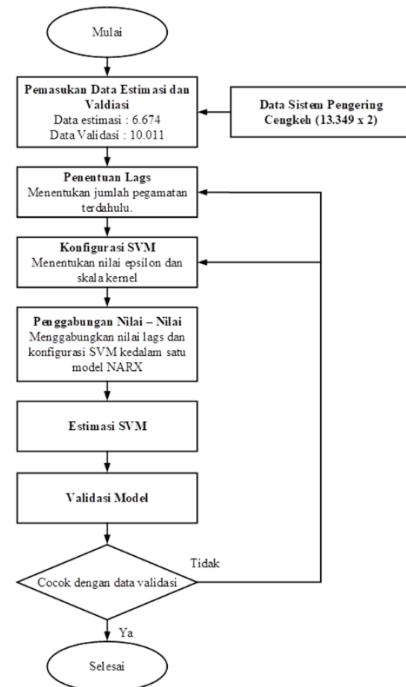 Mulai
Pemasukan Data Estimasi dan
Valdiasi
Data estimasi : 6.674
Data Validasi : 10.011
Data Sistem Pengering
Cengkeh (13.349 x 2)
Penentuan Lags
Menentukan jumlah pegamatan
terdahulu.
Konfigurasi SVM
Menentukan nilai epsilon dan
skala kernel
Penggabungan Nilai – Nilai
Menggabungkan nilai lags dan
konfigurasi SVM kedalam satu
model NARX
Estimasi SVM
Validasi Model
Cocok dengan data validasi
Tidak
Ya
Selesai